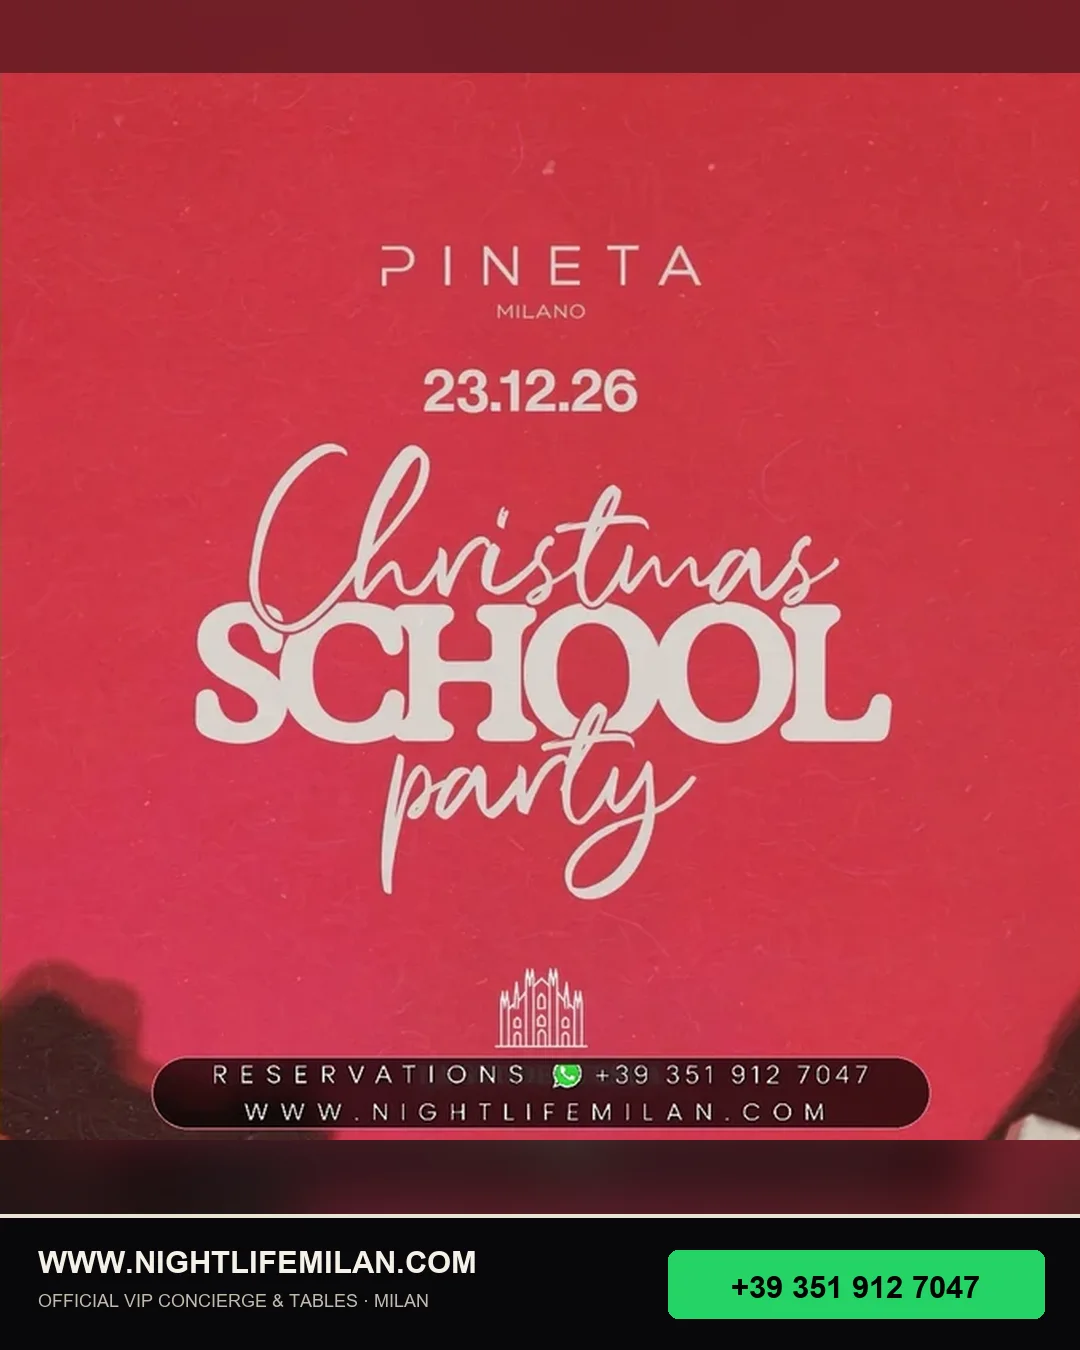 PINETA
MILANO
23.12.26
Christmas
SCHOOL
party
RESERVATIONS +39 351 912 7047
WWW.NIGHTLIFEMILAN.COM
WWW.NIGHTLIFEMILAN.COM
OFFICIAL VIP CONCIERGE & TABLES · MILAN
+39 351 912 7047